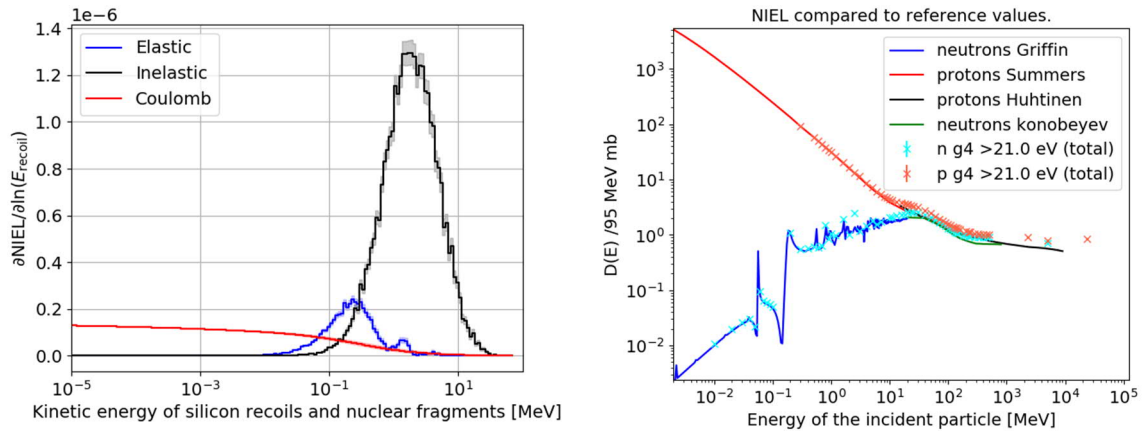 1e−6
1.4
1.2
1.0
0.8
0.6
0.4
0.2
0.0
∂NIEL/∂ln(E_recoil)
Elastic
Inelastic
Coulomb
10^−5
10^−3
10^−1
10^1
Kinetic energy of silicon recoils and nuclear fragments [MeV]
NIEL compared to reference values.
10^3
10^2
10^1
10^0
10^−1
10^−2
D(E) /95 MeV mb
neutrons Griffin
protons Summers
protons Huhtinen
neutrons konobeyev
n g4 >21.0 eV (total)
p g4 >21.0 eV (total)
10^−2
10^−1
10^0
10^1
10^2
10^3
10^4
10^5
Energy of the incident particle [MeV]